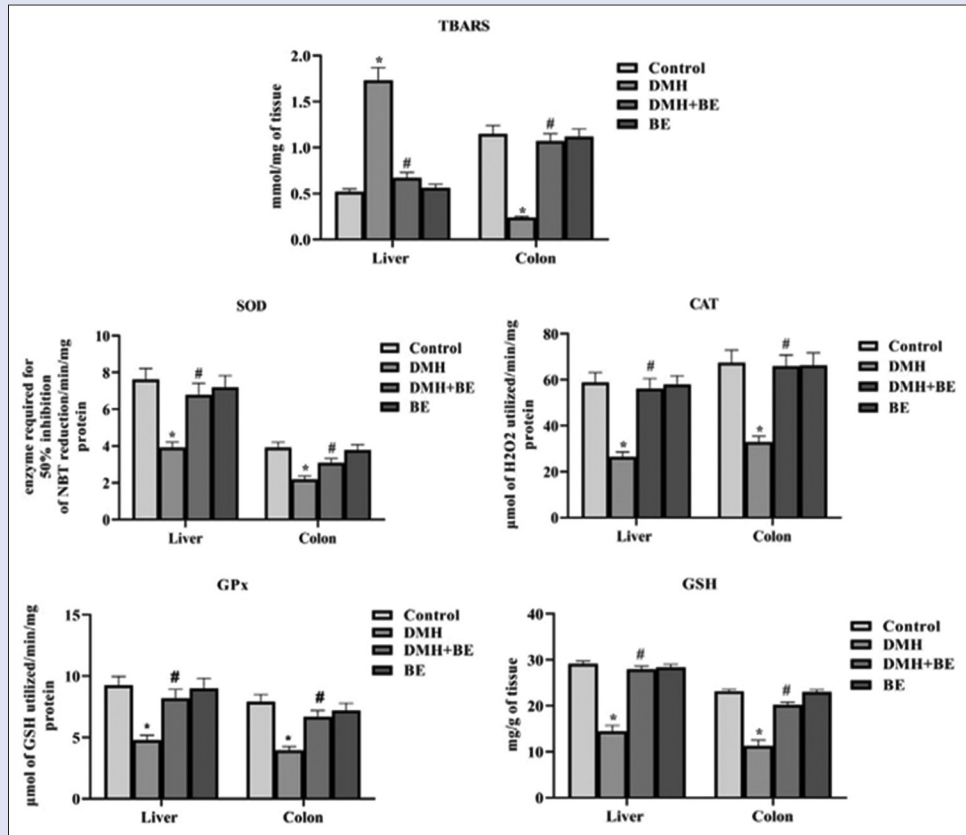 TBARS
mmol/mg of tissue
2.0
1.5
1.0
0.5
0.0
*
#
#
*
Control
DMH
DMH+BE
BE
Liver
Colon
SOD
enzyme required for
50% inhibition
of NBT reduction/min/mg
protein
8
6
4
2
0
#
*
#
*
Control
DMH
DMH+BE
BE
Liver
Colon
CAT
µmol of H2O2 utilized/min/mg
protein
80
60
40
20
0
#
#
*
*
Control
DMH
DMH+BE
BE
Liver
Colon
GPx
µmol of GSH utilized/min/mg
protein
15
10
5
0
#
#
*
*
Control
DMH
DMH+BE
BE
Liver
Colon
GSH
mg/g of tissue
40
30
20
10
0
#
#
*
*
Control
DMH
DMH+BE
BE
Liver
Colon